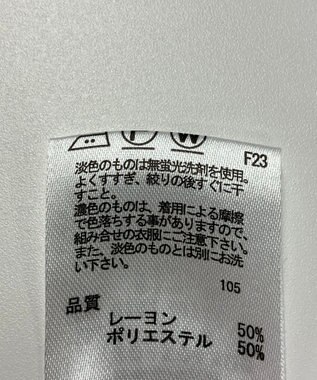 P W F23
淡色のものは無蛍光洗剤を使用。
よくすすぎ、絞りの後すぐに干
すこと。
濃色のものは、着用による摩擦
で色落ちする事がありますので、
組み合せの衣服にご注意下さい。
また、淡色のものとは別にお洗
い下さい。
105
品質
レーヨン 50%
ポリエステル 50%